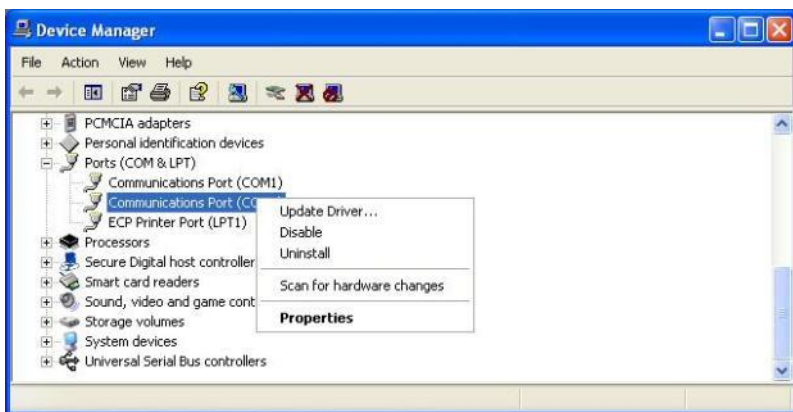 Device Manager
File Action View Help
PCMCIA adapters
Personal identification devices
Ports (COM & LPT)
Communications Port (COM1)
Communications Port (CO
Update Driver...
ECP Printer Port (LPT1)
Disable
Processors
Uninstall
Secure Digital host controller
Smart card readers
Scan for hardware changes
Sound, video and game cont
Properties
Storage volumes
System devices
Universal Serial Bus controllers